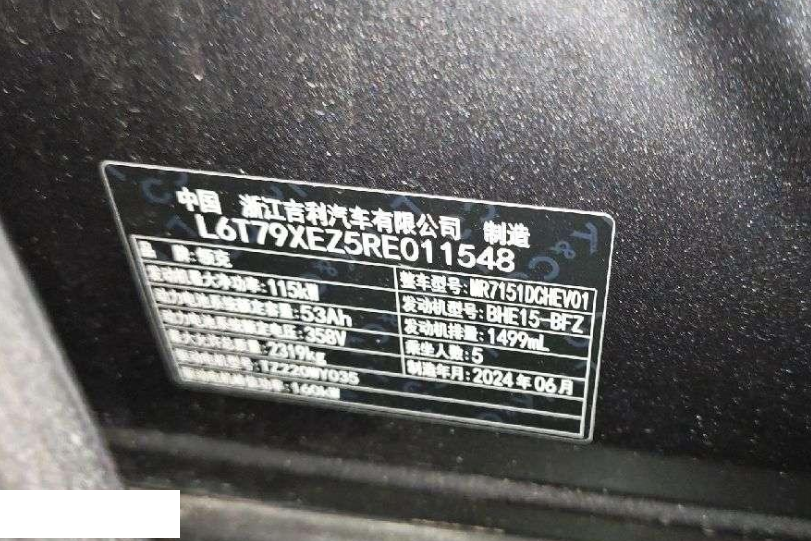 中国 浙江吉利汽车有限公司 制造
L6T79XEZ5RE011548
品 牌:领克
整车型号:MR7151DCHEV01
发动机最大净功率:115kW
发动机型号:BHE15-BFZ
动力电池系统额定容量:53Ah
发动机排量:1499mL
动力电池系统额定电压:358V
乘坐人数:5
最大允许总质量:2319kg
制造年月:2024年06月
驱动电机型号:TZ220WY035
驱动电机峰值功率:160kW